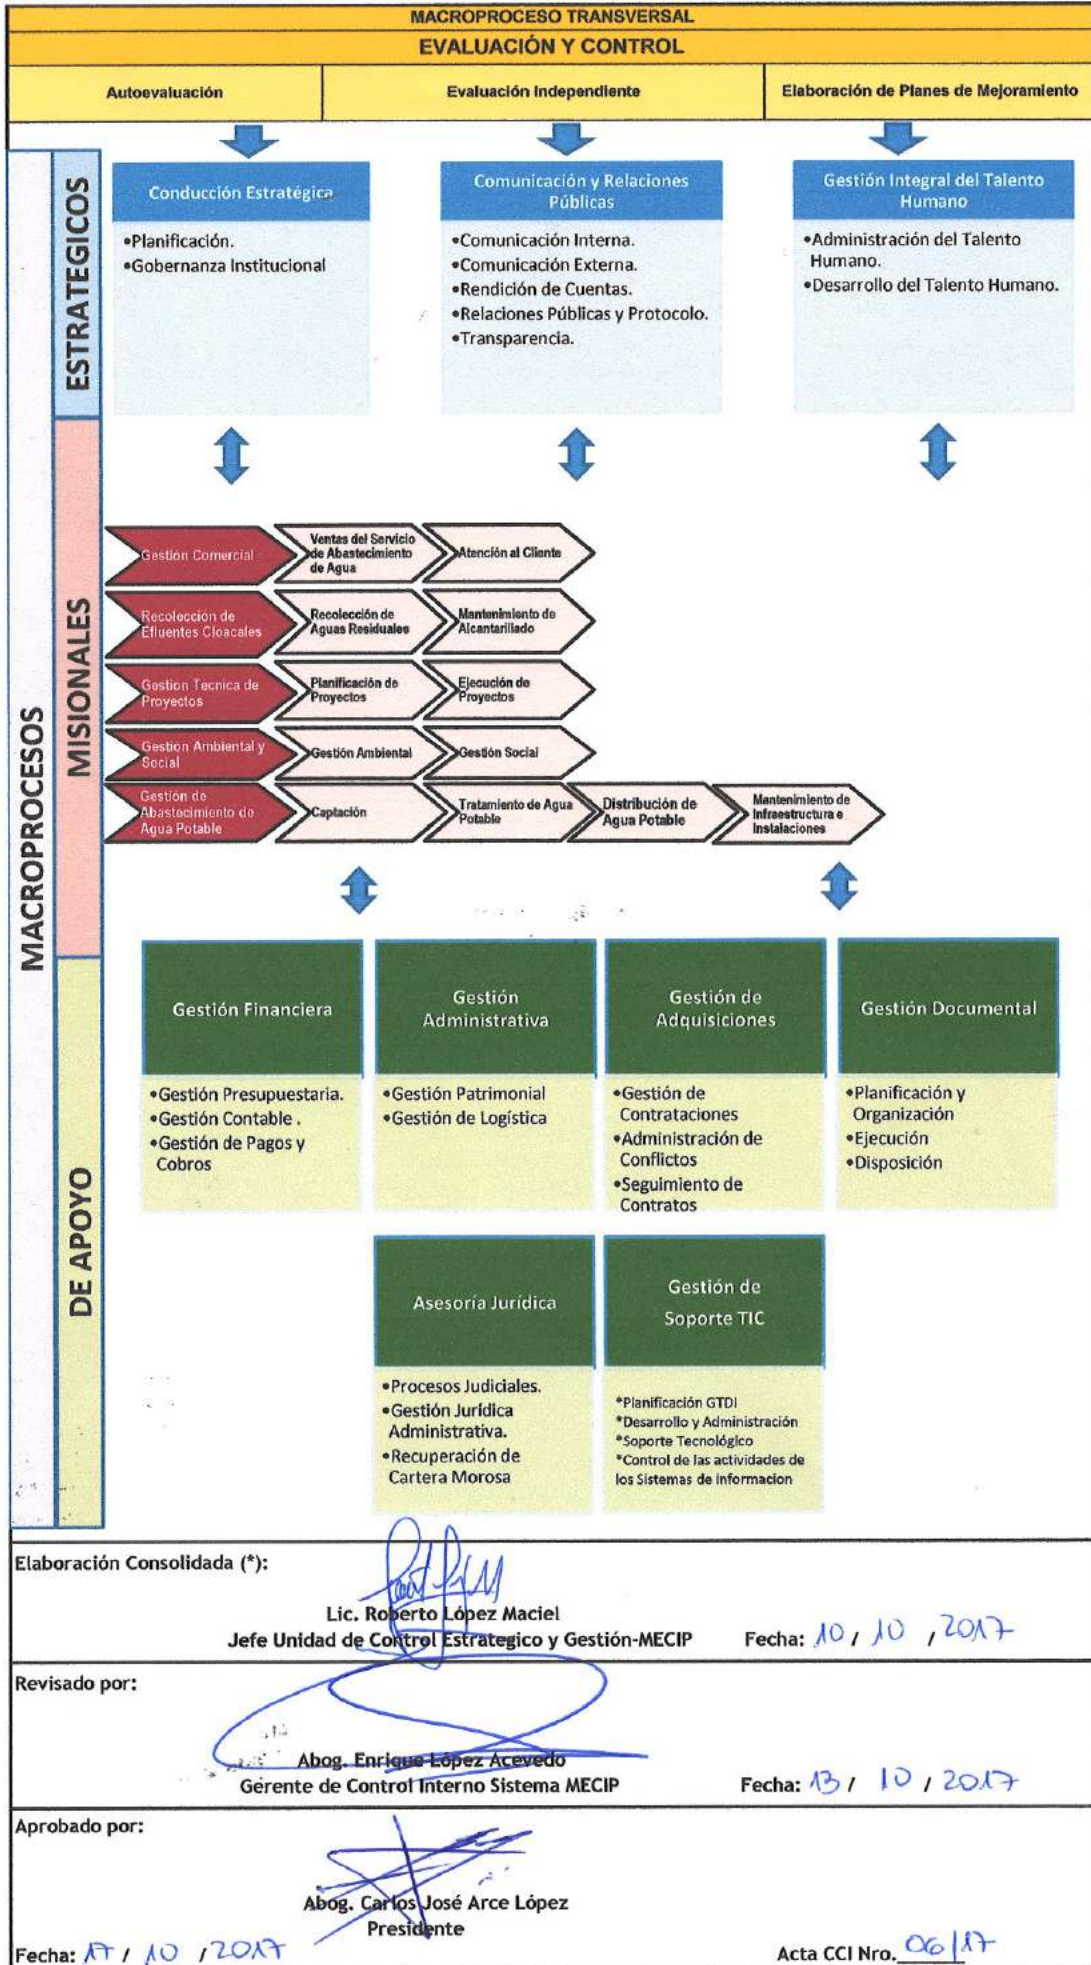 MACROPROCESO TRANSVERSAL
EVALUACIÓN Y CONTROL
Autoevaluación
Evaluación Independiente
Elaboración de Planes de Mejoramiento
MACROPROCESOS
ESTRATEGICOS
Conducción Estratégica
•Planificación.
•Gobernanza Institucional
Comunicación y Relaciones
Públicas
•Comunicación Interna.
•Comunicación Externa.
•Rendición de Cuentas.
•Relaciones Públicas y Protocolo.
•Transparencia.
Gestión Integral del Talento
Humano
•Administración del Talento
Humano.
•Desarrollo del Talento Humano.
MISIONALES
Gestion Comercial
Ventas del Servicio
de Abastecimiento
de Agua
Atención al Cliente
Recolección de
Efluentes Cloacales
Recolección de
Aguas Residuales
Mantenimiento de
Alcantarillado
Gestion Tecnica de
Proyectos
Planificación de
Proyectos
Ejecución de
Proyectos
Gestion Ambiental y
Social
Gestión Ambiental
Gestión Social
Gestion de
Abastecimiento de
Agua Potable
Captación
Tratamiento de Agua
Potable
Distribución de
Agua Potable
Mantenimiento de
Infraestructura e
Instalaciones
DE APOYO
Gestión Financiera
•Gestión Presupuestaria.
•Gestión Contable .
•Gestión de Pagos y
Cobros
Gestión
Administrativa
•Gestión Patrimonial
•Gestión de Logística
Gestión de
Adquisiciones
•Gestión de
Contrataciones
•Administración de
Conflictos
•Seguimiento de
Contratos
Gestión Documental
•Planificación y
Organización
•Ejecución
•Disposición
Asesoría Jurídica
•Procesos Judiciales.
•Gestión Jurídica
Administrativa.
•Recuperación de
Cartera Morosa
Gestión de
Soporte TIC
*Planificación GTDI
*Desarrollo y Administración
*Soporte Tecnológico
*Control de las actividades de
los Sistemas de informacion
Elaboración Consolidada (*):
Lic. Roberto López Maciel
Jefe Unidad de Control Estrategico y Gestión-MECIP
Fecha: 10 / 10 / 2017
Revisado por:
Abog. Enrique López Acevedo
Gerente de Control Interno Sistema MECIP
Fecha: 13 / 10 / 2017
Aprobado por:
Abog. Carlos José Arce López
Presidente
Fecha: 17 / 10 / 2017
Acta CCI Nro. 06/17